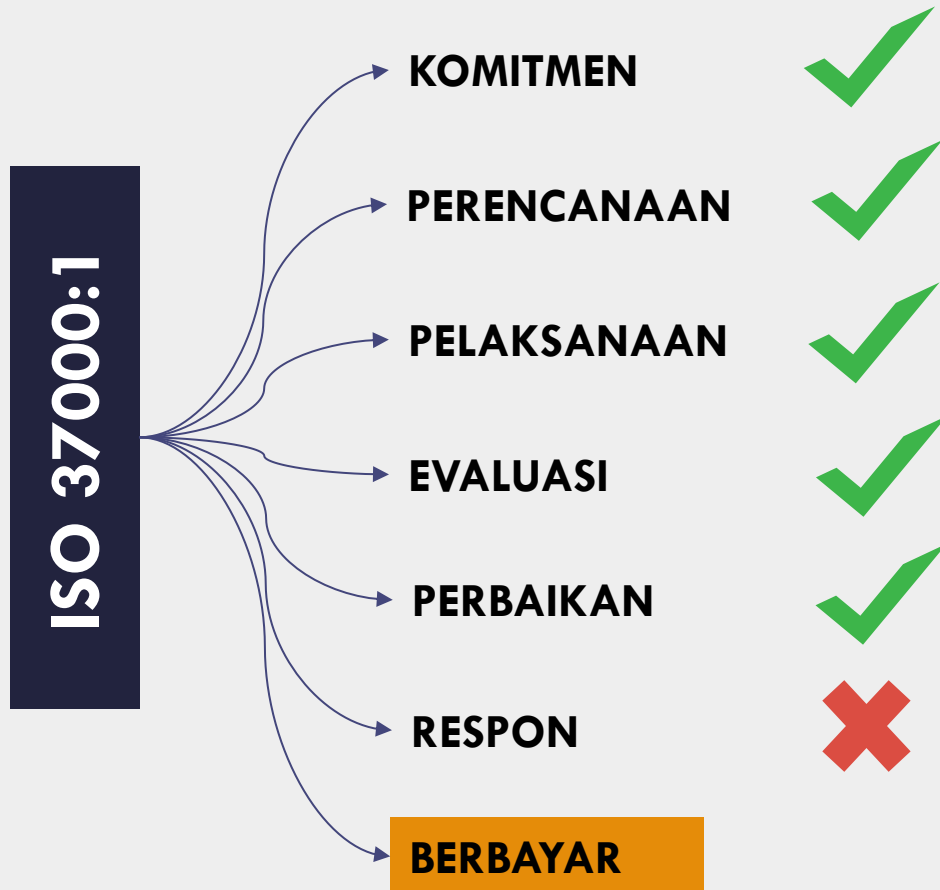 ISO 37000:1
KOMITMEN
PERENCANAAN
PELAKSANAAN
EVALUASI
PERBAIKAN
RESPON
BERBAYAR